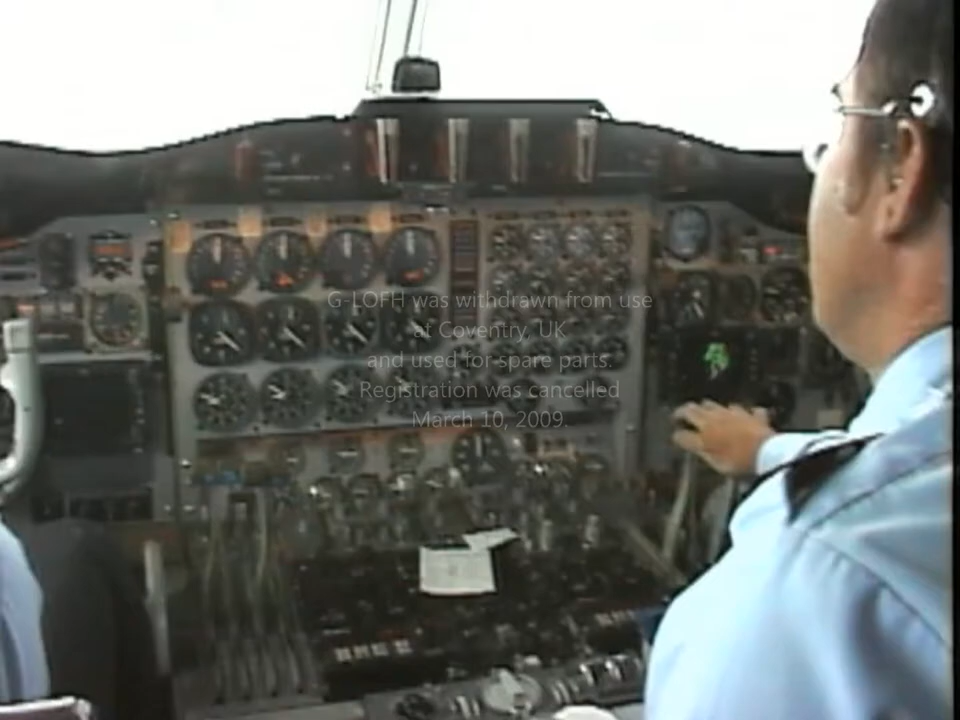 G-LOFH was withdrawn from use
at Coventry, UK
and used for spare parts.
Registration was cancelled
March 10, 2009.